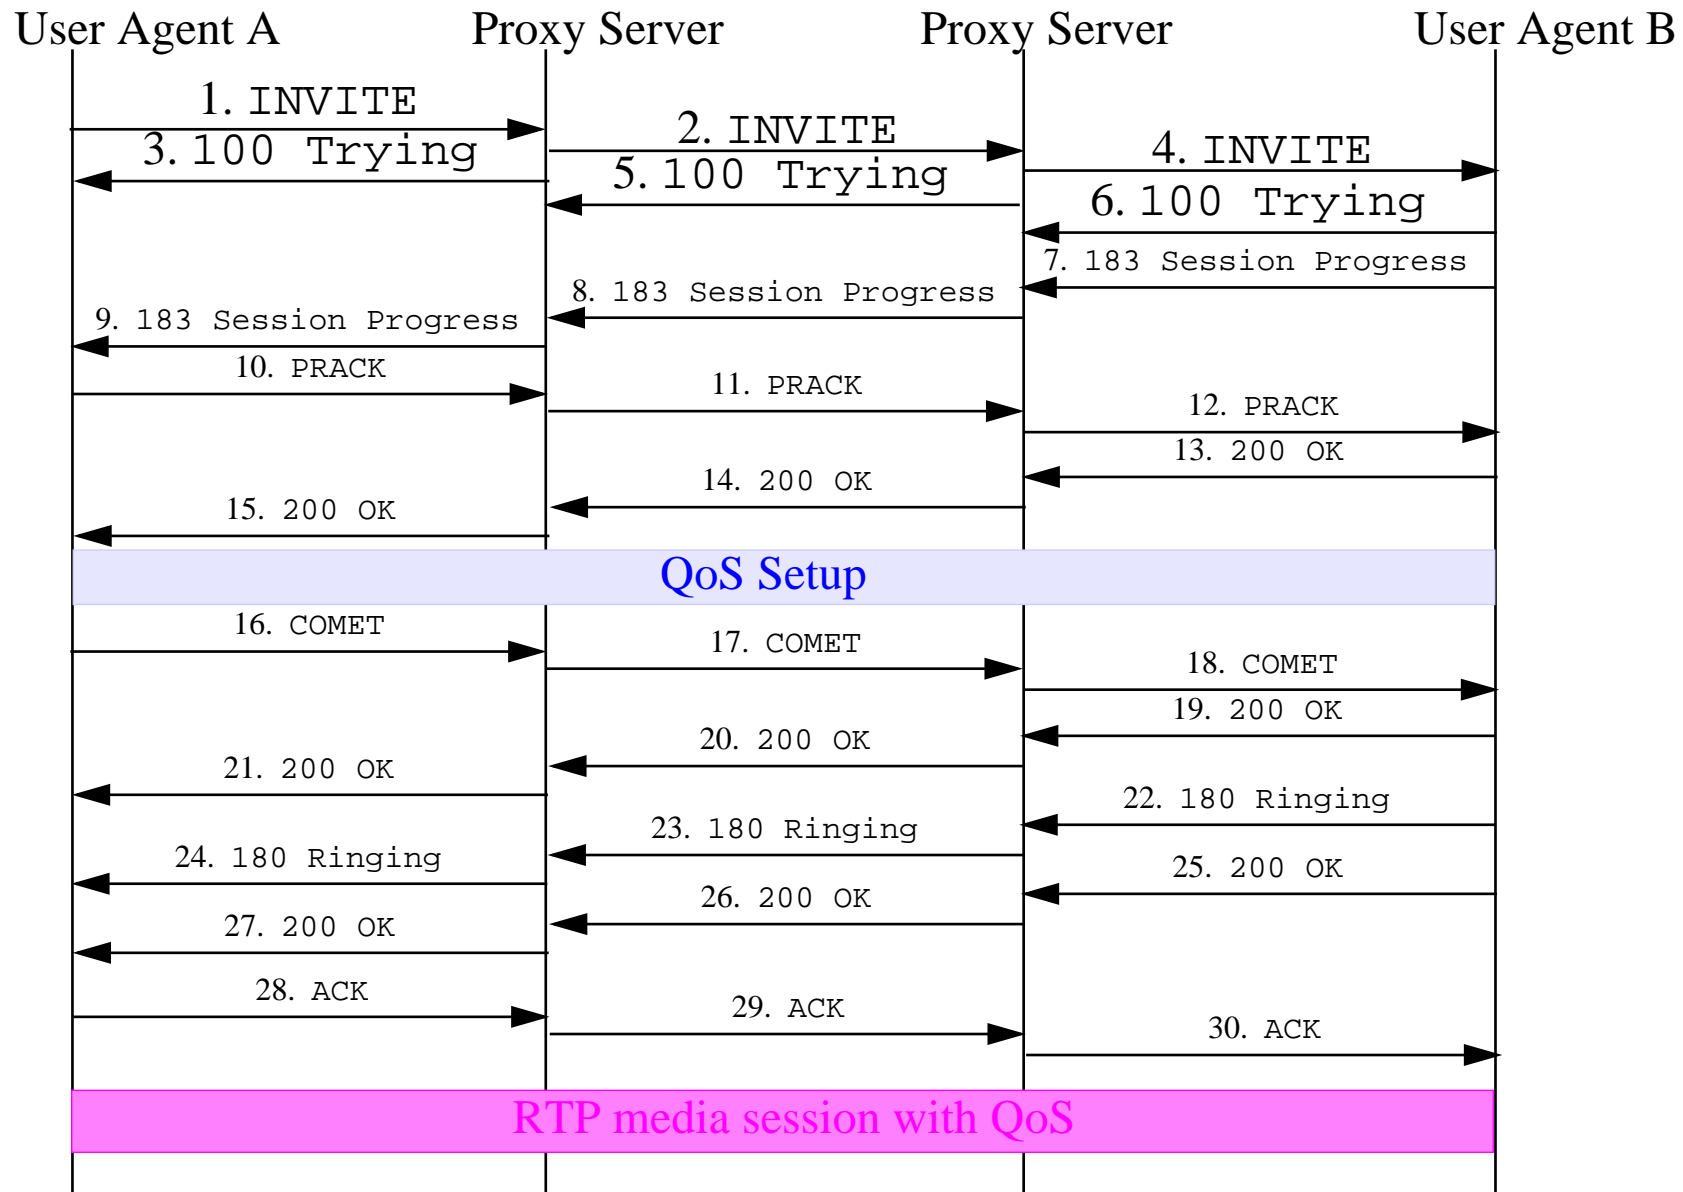 User Agent A
Proxy Server
Proxy Server
User Agent B
1. INVITE
2. INVITE
3. 100 Trying
4. INVITE
5. 100 Trying
6. 100 Trying
7. 183 Session Progress
8. 183 Session Progress
9. 183 Session Progress
10. PRACK
11. PRACK
12. PRACK
13. 200 OK
14. 200 OK
15. 200 OK
QoS Setup
16. COMET
17. COMET
18. COMET
19. 200 OK
20. 200 OK
21. 200 OK
22. 180 Ringing
23. 180 Ringing
24. 180 Ringing
25. 200 OK
26. 200 OK
27. 200 OK
28. ACK
29. ACK
30. ACK
RTP media session with QoS